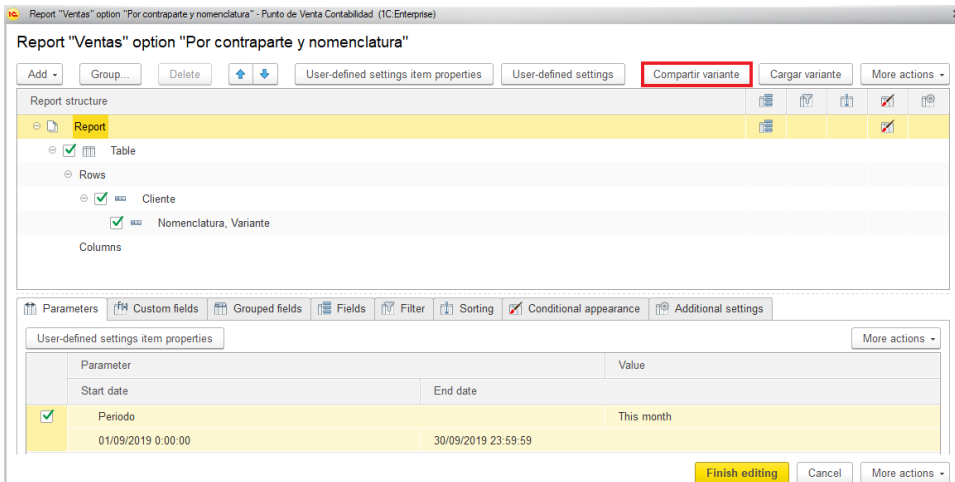 Report "Ventas" option "Por contraparte y nomenclatura" - Punto de Venta Contabilidad (1C:Enterprise)
Report "Ventas" option "Por contraparte y nomenclatura"
Add Group... Delete User-defined settings item properties User-defined settings Compartir variante Cargar variante More actions
Report structure
Report
Table
Rows
Cliente
Nomenclatura, Variante
Columns
Parameters Custom fields Grouped fields Fields Filter Sorting Conditional appearance Additional settings
User-defined settings item properties More actions
Parameter Value
Start date End date
Periodo This month
01/09/2019 0:00:00 30/09/2019 23:59:59
Finish editing Cancel More actions